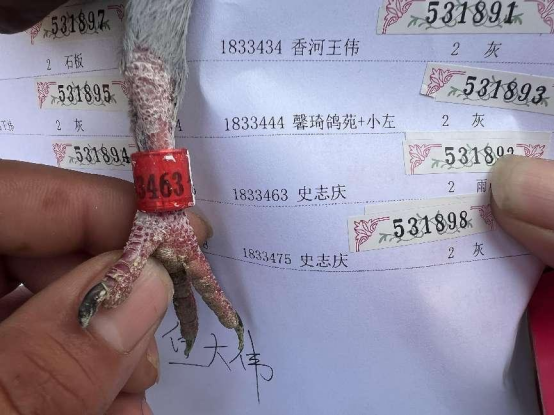 531897
531891
1833434 香河王伟
2 石板
2 灰
531895
531893
1833444 馨琦鸽苑+小左
2 灰
2 灰
531894
53189
3463
1833463 史志庆
2 雨
531898
1833475 史志庆
2 灰
大伟